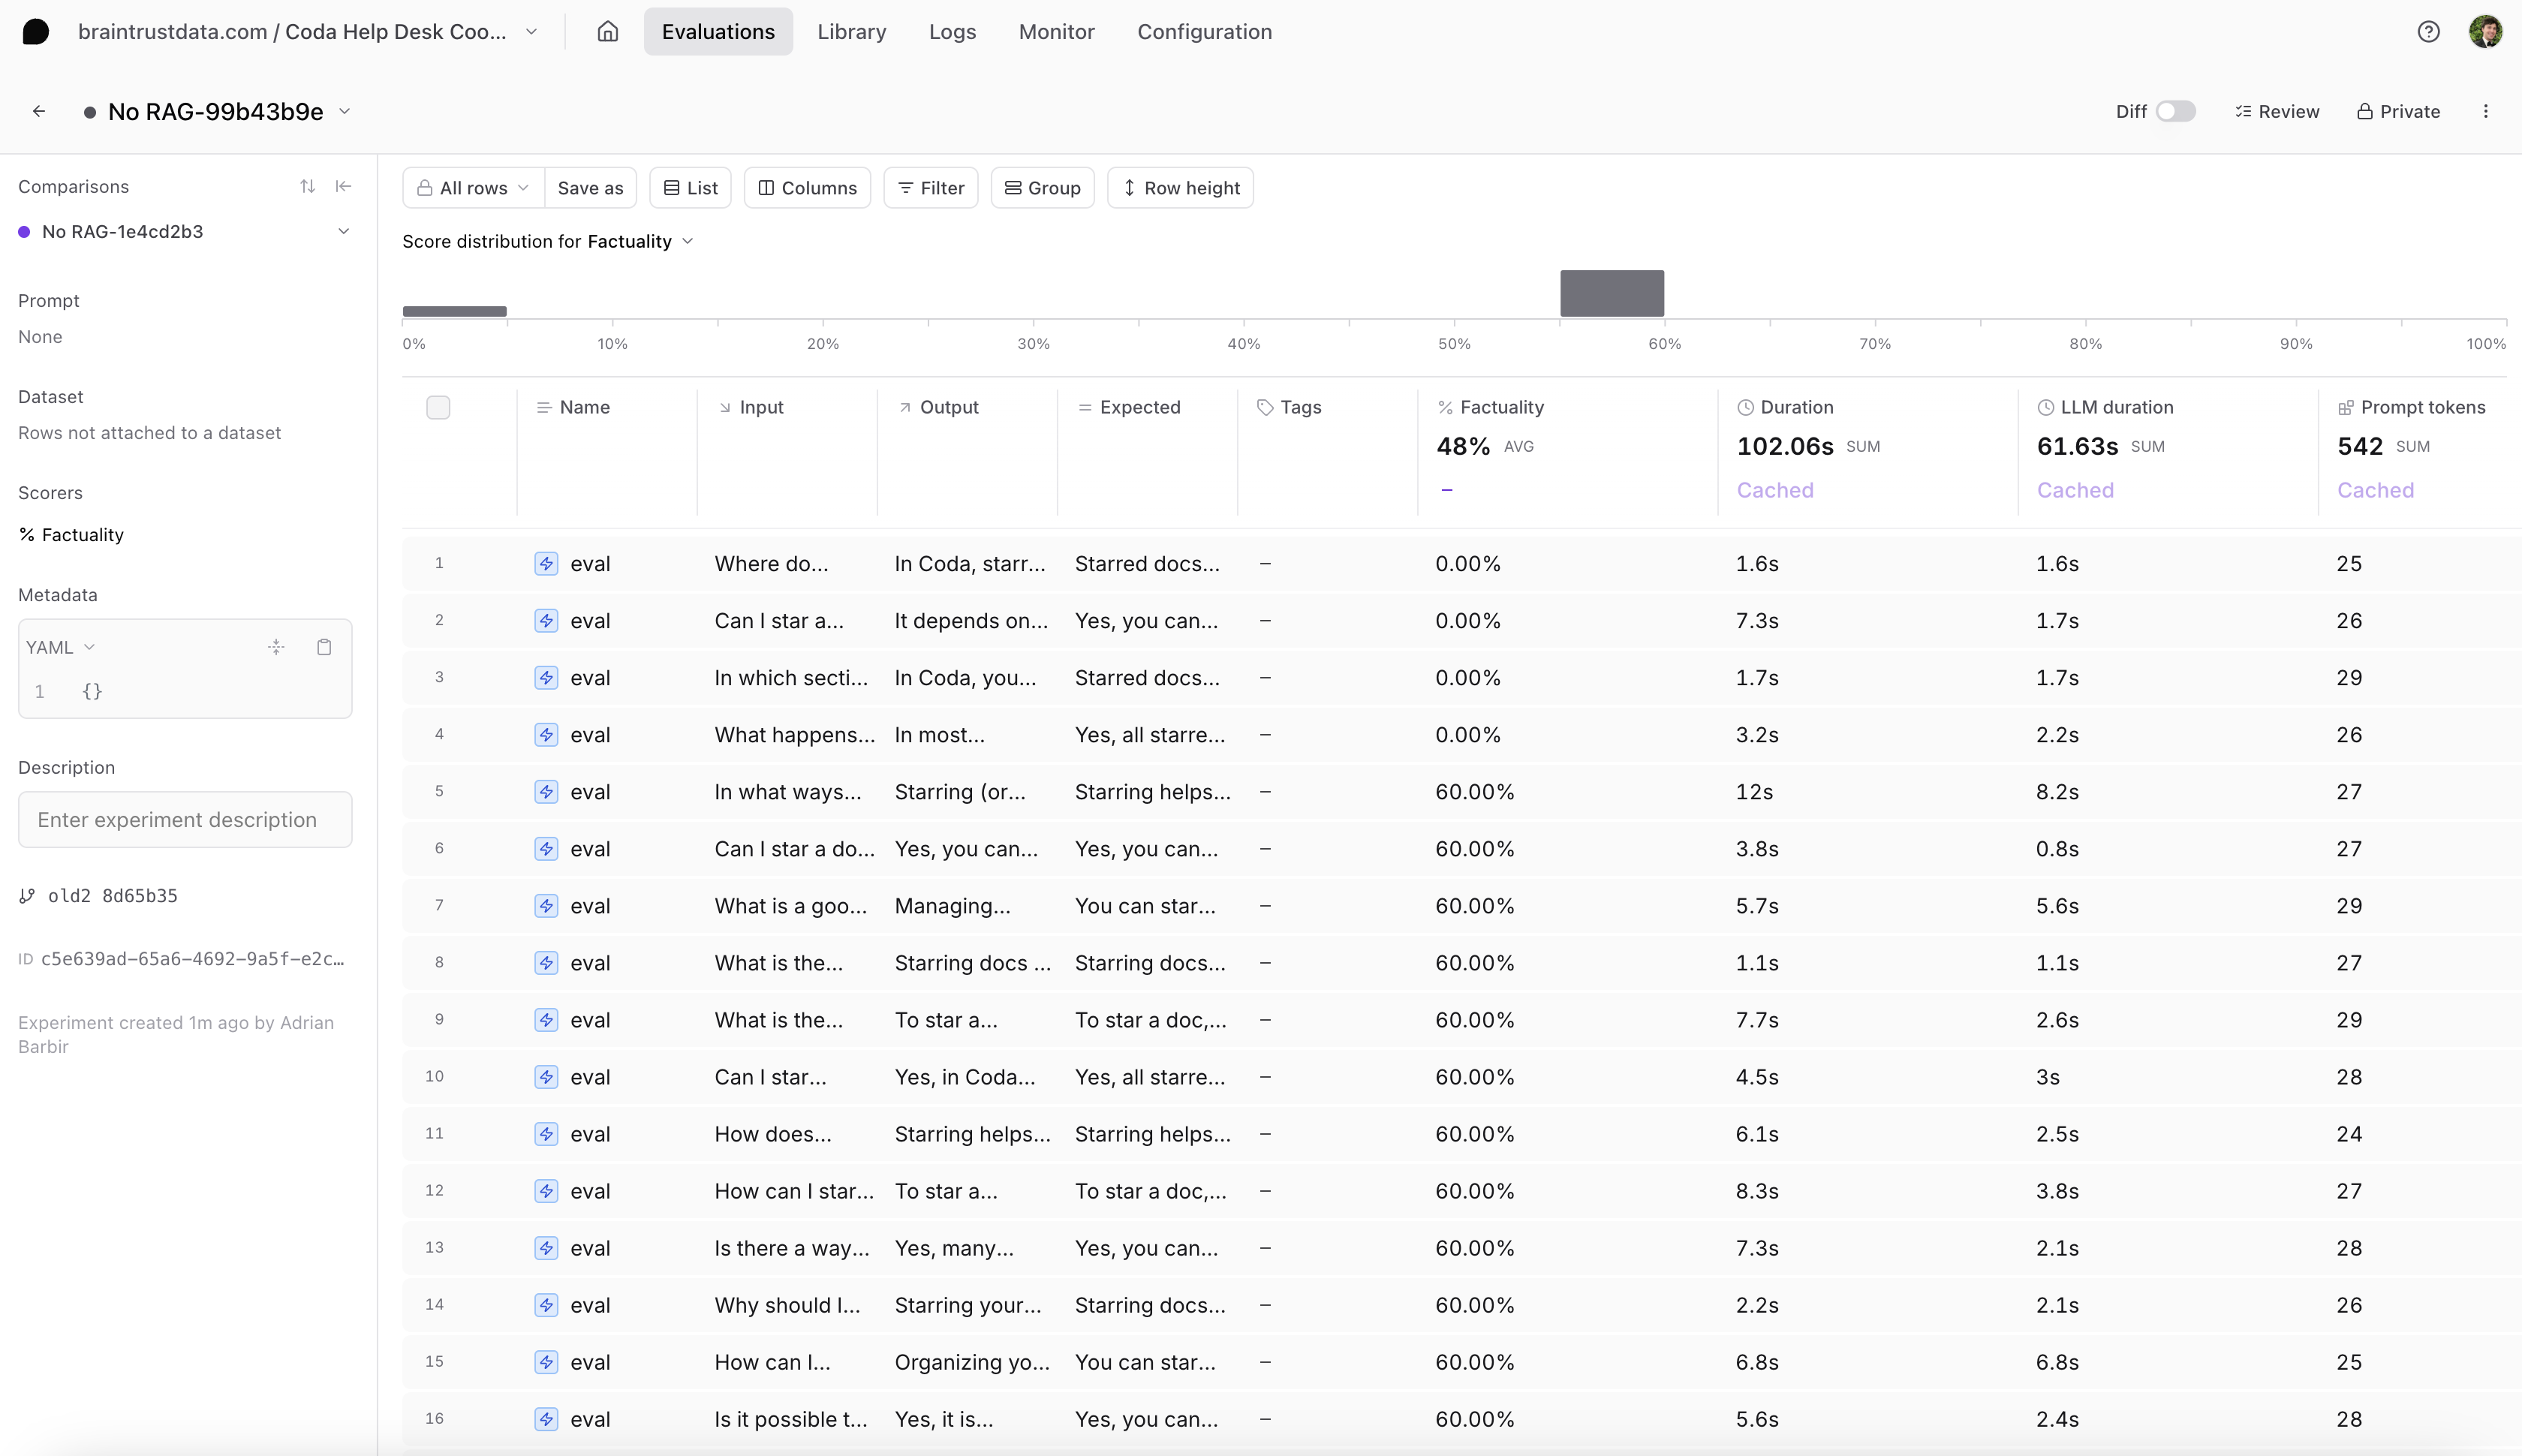 braintrustdata.com / Coda Help Desk Coo...
Evaluations
Library
Logs
Monitor
Configuration
No RAG-99b43b9e
Diff
Review
Private
Comparisons
No RAG-1e4cd2b3
Prompt
None
Dataset
Rows not attached to a dataset
Scorers
Factuality
Metadata
YAML
1 {}
Description
Enter experiment description
old2 8d65b35
ID c5e639ad-65a6-4692-9a5f-e2c...
Experiment created 1m ago by Adrian
Barbir
All rows
Save as
List
Columns
Filter
Group
Row height
Score distribution for Factuality
0% 10% 20% 30% 40% 50% 60% 70% 80% 90% 100%
Name Input Output Expected Tags Factuality Duration LLM duration Prompt tokens
48% AVG 102.06s SUM 61.63s SUM 542 SUM
– Cached Cached Cached
1 eval Where do... In Coda, starr... Starred docs... – 0.00% 1.6s 1.6s 25
2 eval Can I star a... It depends on... Yes, you can... – 0.00% 7.3s 1.7s 26
3 eval In which secti... In Coda, you... Starred docs... – 0.00% 1.7s 1.7s 29
4 eval What happens... In most... Yes, all starre... – 0.00% 3.2s 2.2s 26
5 eval In what ways... Starring (or... Starring helps... – 60.00% 12s 8.2s 27
6 eval Can I star a do... Yes, you can... Yes, you can... – 60.00% 3.8s 0.8s 27
7 eval What is a goo... Managing... You can star... – 60.00% 5.7s 5.6s 29
8 eval What is the... Starring docs ... Starring docs... – 60.00% 1.1s 1.1s 27
9 eval What is the... To star a... To star a doc,... – 60.00% 7.7s 2.6s 29
10 eval Can I star... Yes, in Coda... Yes, all starre... – 60.00% 4.5s 3s 28
11 eval How does... Starring helps... Starring helps... – 60.00% 6.1s 2.5s 24
12 eval How can I star... To star a... To star a doc,... – 60.00% 8.3s 3.8s 27
13 eval Is there a way... Yes, many... Yes, you can... – 60.00% 7.3s 2.1s 28
14 eval Why should I... Starring your... Starring docs... – 60.00% 2.2s 2.1s 26
15 eval How can I... Organizing yo... You can star... – 60.00% 6.8s 6.8s 25
16 eval Is it possible t... Yes, it is... Yes, you can... – 60.00% 5.6s 2.4s 28